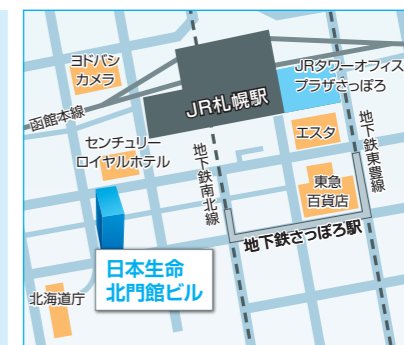 ヨドバシ
カメラ
JRタワーオフィス
プラザさっぽろ
JR札幌駅
函館本線
エスタ
センチュリー
ロイヤルホテル
地下鉄南北線
地下鉄東豊線
東急
百貨店
地下鉄さっぽろ駅
日本生命
北門館ビル
北海道庁